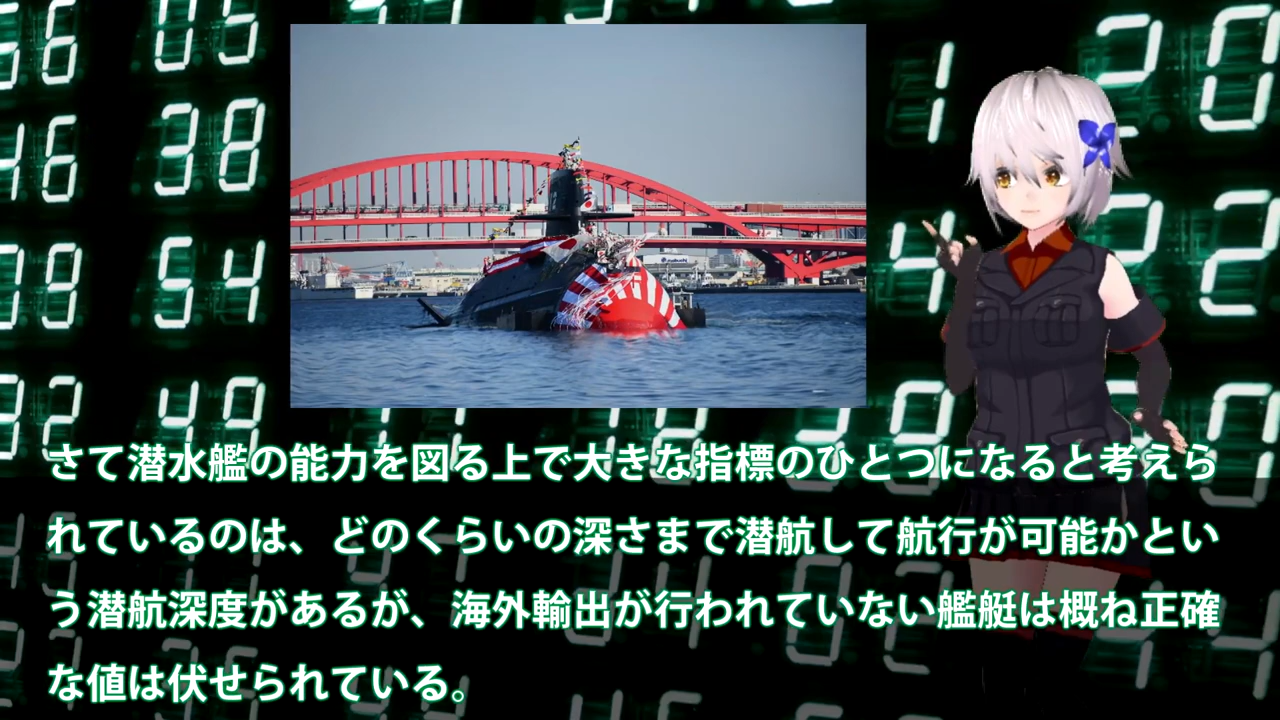 さて潜水艦の能力を図る上で大きな指標のひとつになると考えら
れているのは、どのくらいの深さまで潜航して航行が可能かとい
う潜航深度があるが、海外輸出が行われていない艦艇は概ね正確
な値は伏せられている。